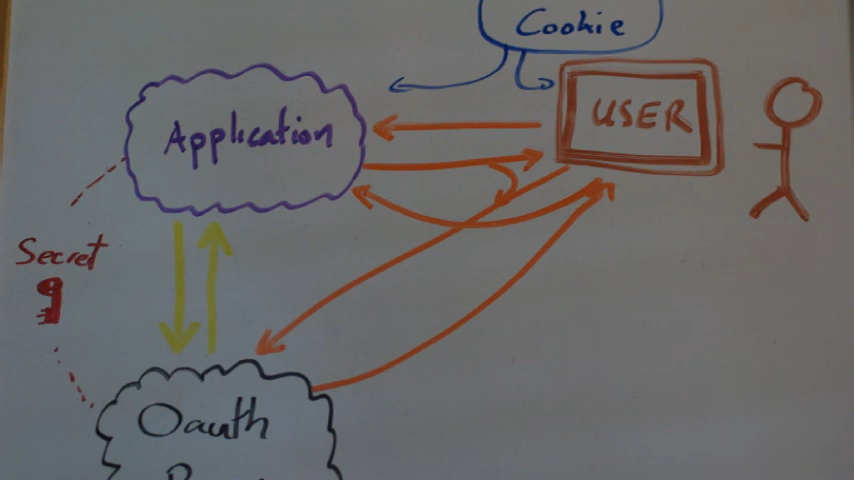 Cookie
USER
Application
Secret
Oauth